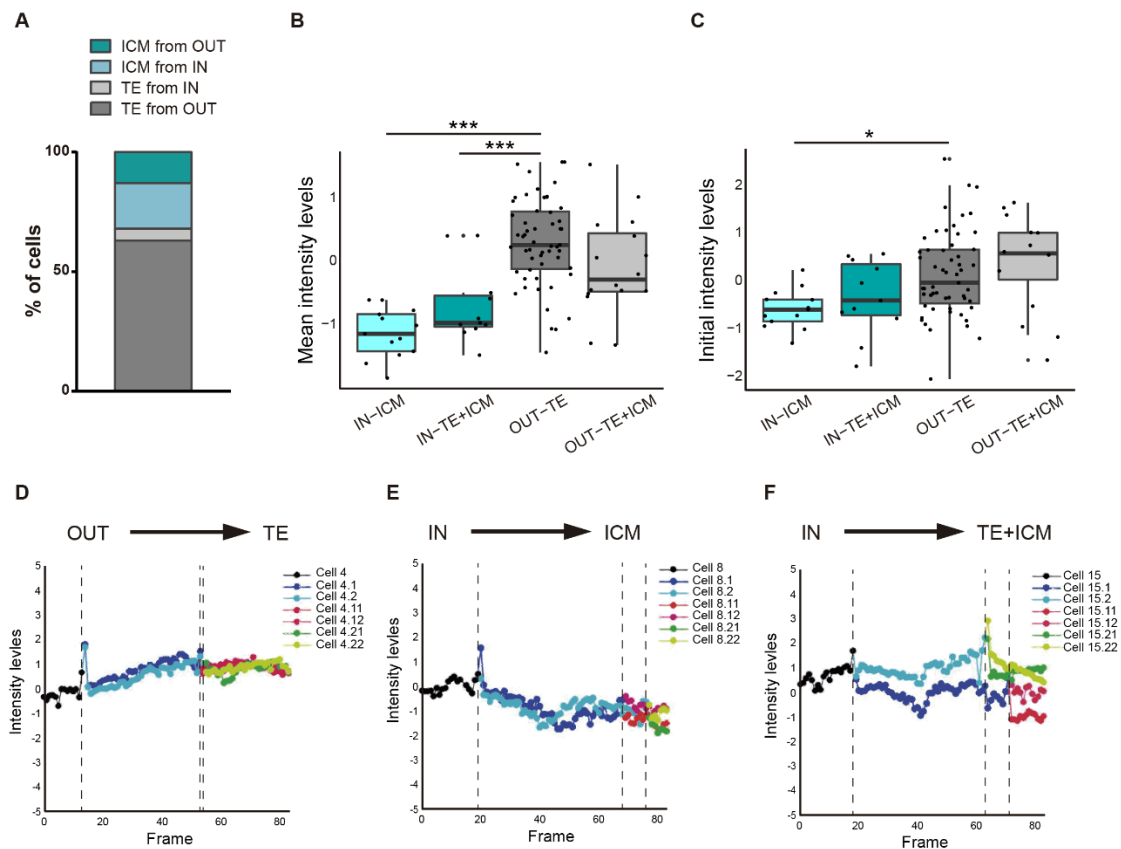 A
ICM from OUT
ICM from IN
TE from IN
TE from OUT
100
50
0
% of cells
B
***
***
1
0
−1
Mean intensity levels
IN−ICM
IN−TE+ICM
OUT−TE
OUT−TE+ICM
C
*
2
1
0
−1
−2
Initial intensity levels
IN−ICM
IN−TE+ICM
OUT−TE
OUT−TE+ICM
D
OUT
TE
5
4
3
2
1
0
-1
-2
-3
-4
-5
Intensity levles
0
20
40
60
80
Frame
Cell 4
Cell 4.1
Cell 4.2
Cell 4.11
Cell 4.12
Cell 4.21
Cell 4.22
E
IN
ICM
5
4
3
2
1
0
-1
-2
-3
-4
-5
Intensity levles
0
20
40
60
80
Frame
Cell 8
Cell 8.1
Cell 8.2
Cell 8.11
Cell 8.12
Cell 8.21
Cell 8.22
F
IN
TE+ICM
5
4
3
2
1
0
-1
-2
-3
-4
-5
Intensity levles
0
20
40
60
80
Frame
Cell 15
Cell 15.1
Cell 15.2
Cell 15.11
Cell 15.12
Cell 15.21
Cell 15.22